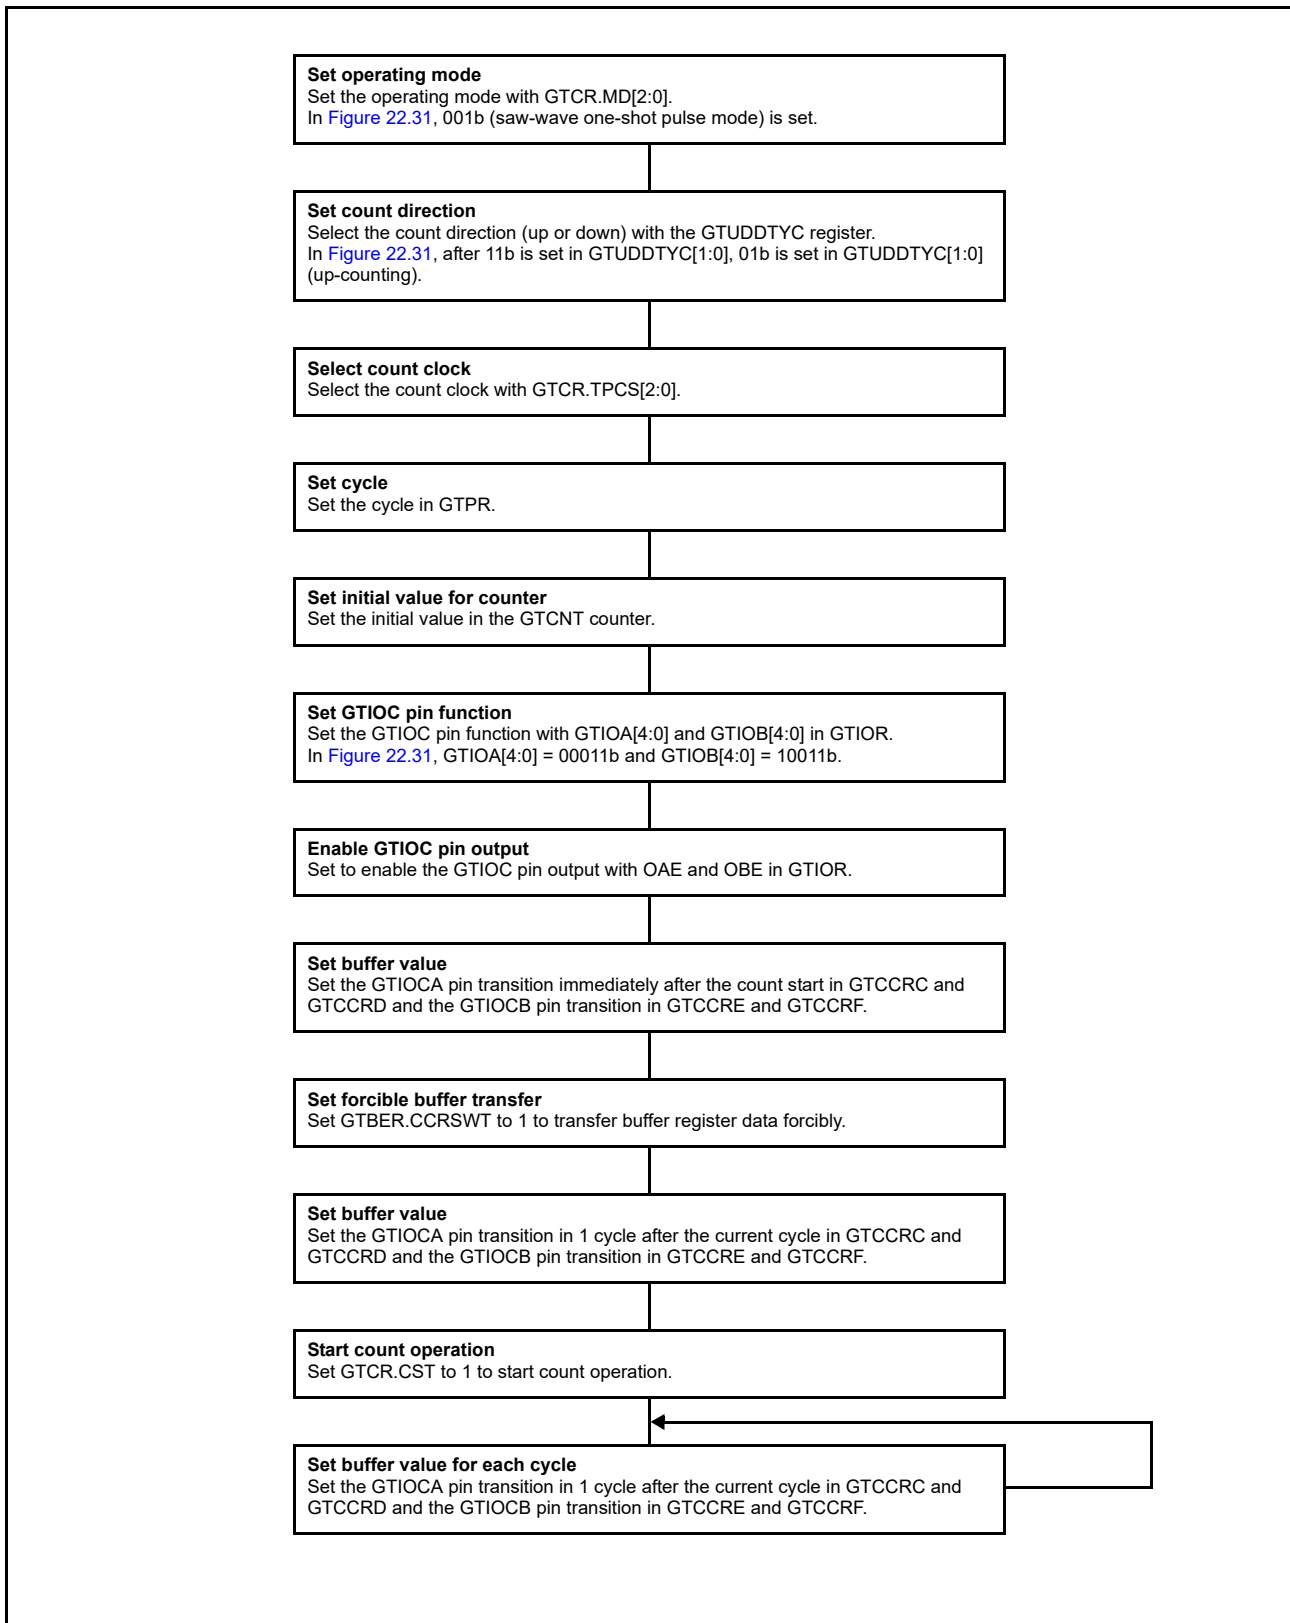 Set operating mode
Set the operating mode with GTCR.MD[2:0].
In Figure 22.31, 001b (saw-wave one-shot pulse mode) is set.
Set count direction
Select the count direction (up or down) with the GTUDDTYC register.
In Figure 22.31, after 11b is set in GTUDDTYC[1:0], 01b is set in GTUDDTYC[1:0]
(up-counting).
Select count clock
Select the count clock with GTCR.TPCS[2:0].
Set cycle
Set the cycle in GTPR.
Set initial value for counter
Set the initial value in the GTCNT counter.
Set GTIOC pin function
Set the GTIOC pin function with GTIOA[4:0] and GTIOB[4:0] in GTIOR.
In Figure 22.31, GTIOA[4:0] = 00011b and GTIOB[4:0] = 10011b.
Enable GTIOC pin output
Set to enable the GTIOC pin output with OAE and OBE in GTIOR.
Set buffer value
Set the GTIOCA pin transition immediately after the count start in GTCCRC and
GTCCRD and the GTIOCB pin transition in GTCCRE and GTCCRF.
Set forcible buffer transfer
Set GTBER.CCRSWT to 1 to transfer buffer register data forcibly.
Set buffer value
Set the GTIOCA pin transition in 1 cycle after the current cycle in GTCCRC and
GTCCRD and the GTIOCB pin transition in GTCCRE and GTCCRF.
Start count operation
Set GTCR.CST to 1 to start count operation.
Set buffer value for each cycle
Set the GTIOCA pin transition in 1 cycle after the current cycle in GTCCRC and
GTCCRD and the GTIOCB pin transition in GTCCRE and GTCCRF.